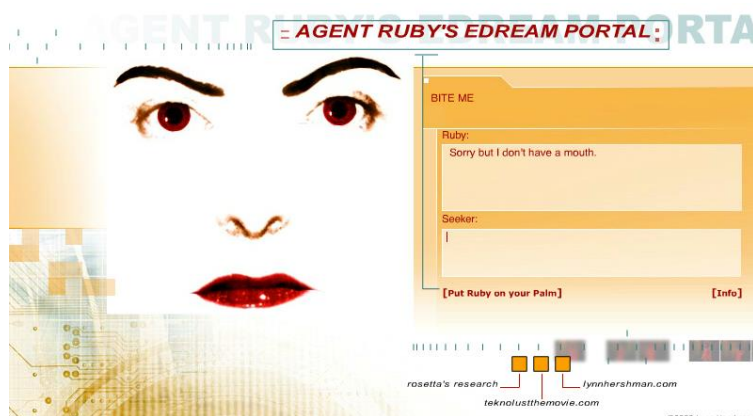 AGENT RUBY'S EDREAM PORTAL
BITE ME
Ruby:
Sorry but I don't have a mouth.
Seeker:
[Put Ruby on your Palm] [Info]
rosetta's research
lynnhershman.com
teknolustthemovie.com